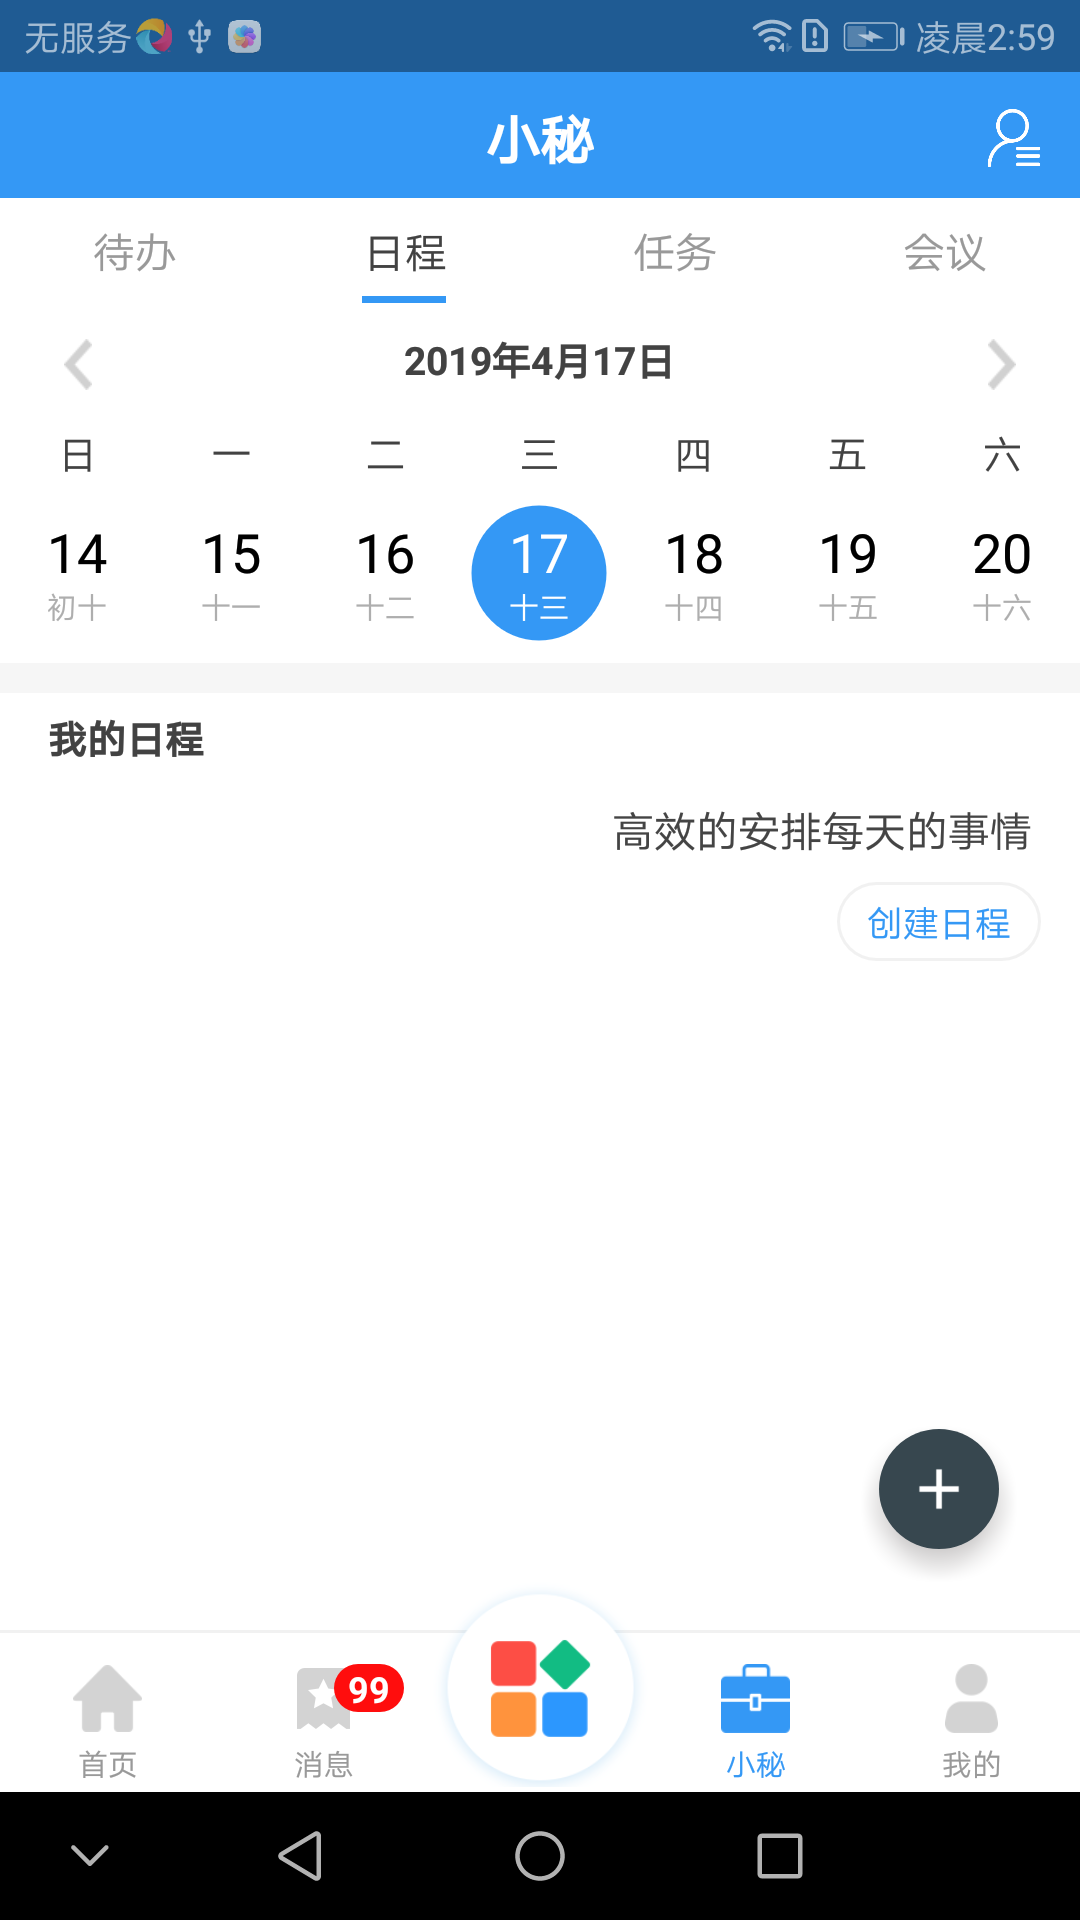 无服务 凌晨2:59
小秘
待办 日程 任务 会议
2019年4月17日
日 一 二 三 四 五 六
14 15 16 17 18 19 20
初十 十一 十二 十三 十四 十五 十六
我的日程
高效的安排每天的事情
创建日程
99
首页 消息 小秘 我的